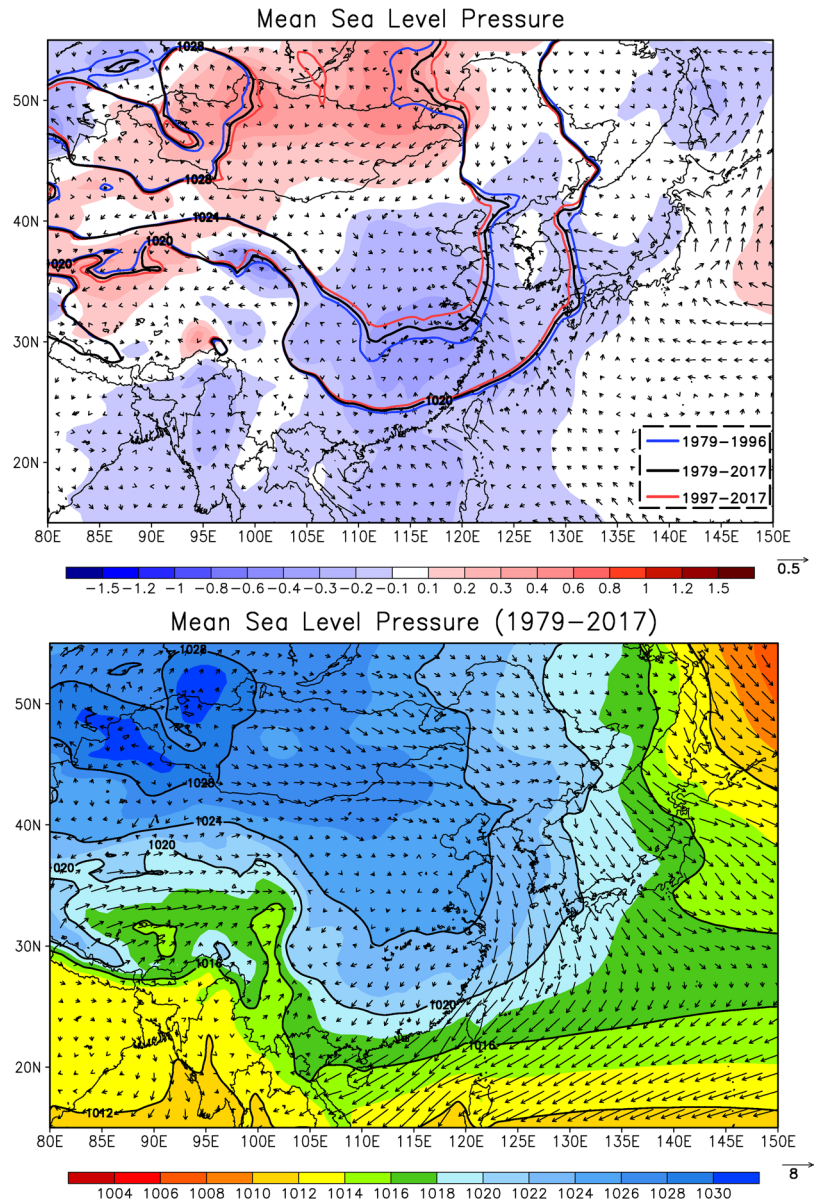 Mean Sea Level Pressure
1028
50N
1028
40N
1024
1020
1020
30N
1020
1979−1996
1979−2017
20N
1997−2017
80E 85E 90E 95E 100E 105E 110E 115E 120E 125E 130E 135E 140E 145E 150E
−1.5 −1.2 −1 −0.8 −0.6 −0.4 −0.3 −0.2 −0.1 0.1 0.2 0.3 0.4 0.6 0.8 1 1.2 1.5
0.5
Mean Sea Level Pressure (1979−2017)
1028
50N
1028
40N
1024
1020
1020
30N
1016
1020
1016
20N
1012
80E 85E 90E 95E 100E 105E 110E 115E 120E 125E 130E 135E 140E 145E 150E
1004 1006 1008 1010 1012 1014 1016 1018 1020 1022 1024 1026 1028 1030
8